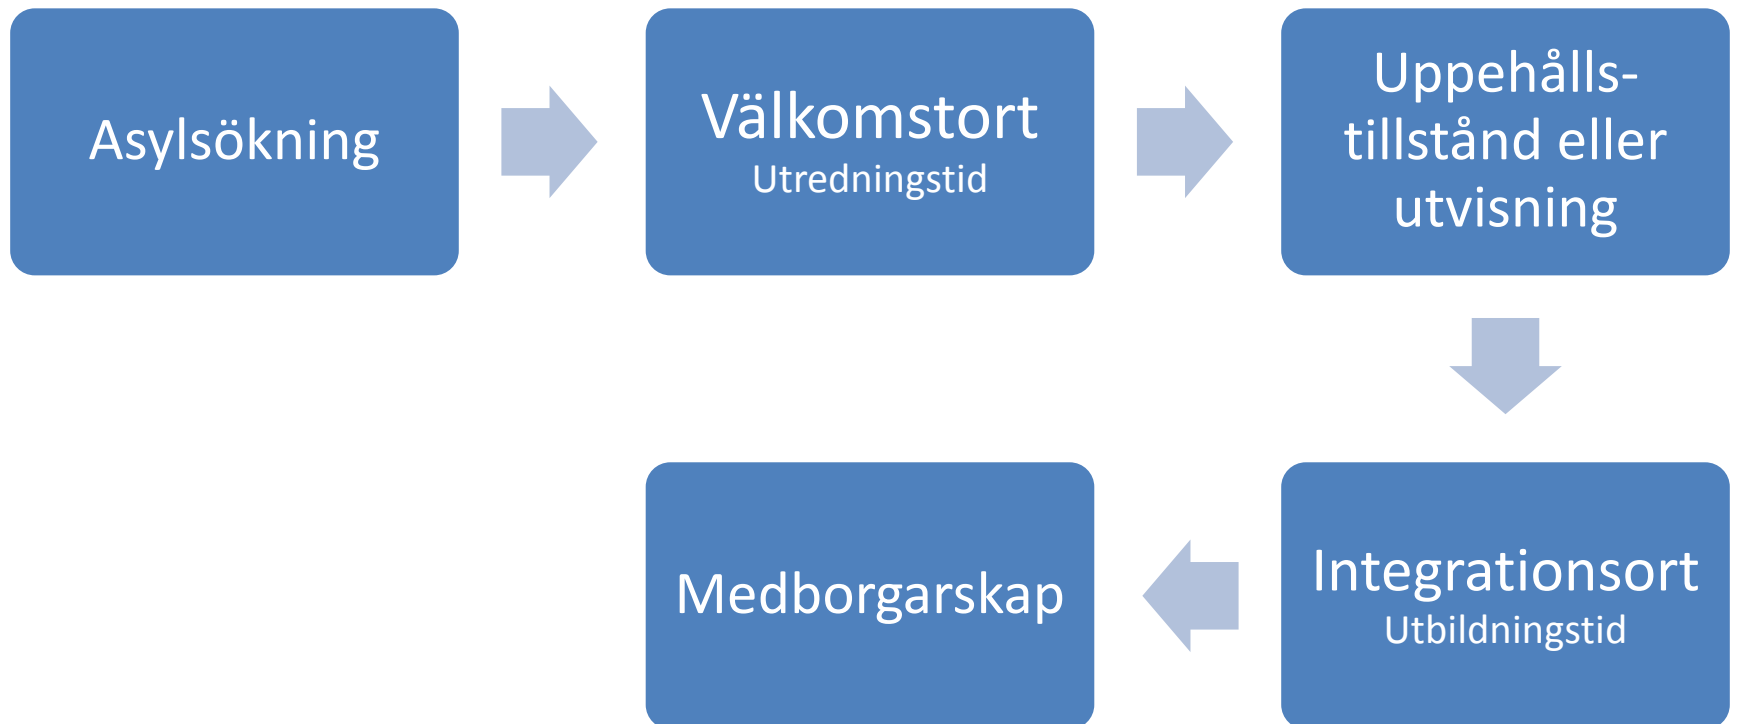 Asylsökning
Välkomstort
Utredningstid
Uppehålls-
tillstånd eller
utvisning
Integrationsort
Utbildningstid
Medborgarskap